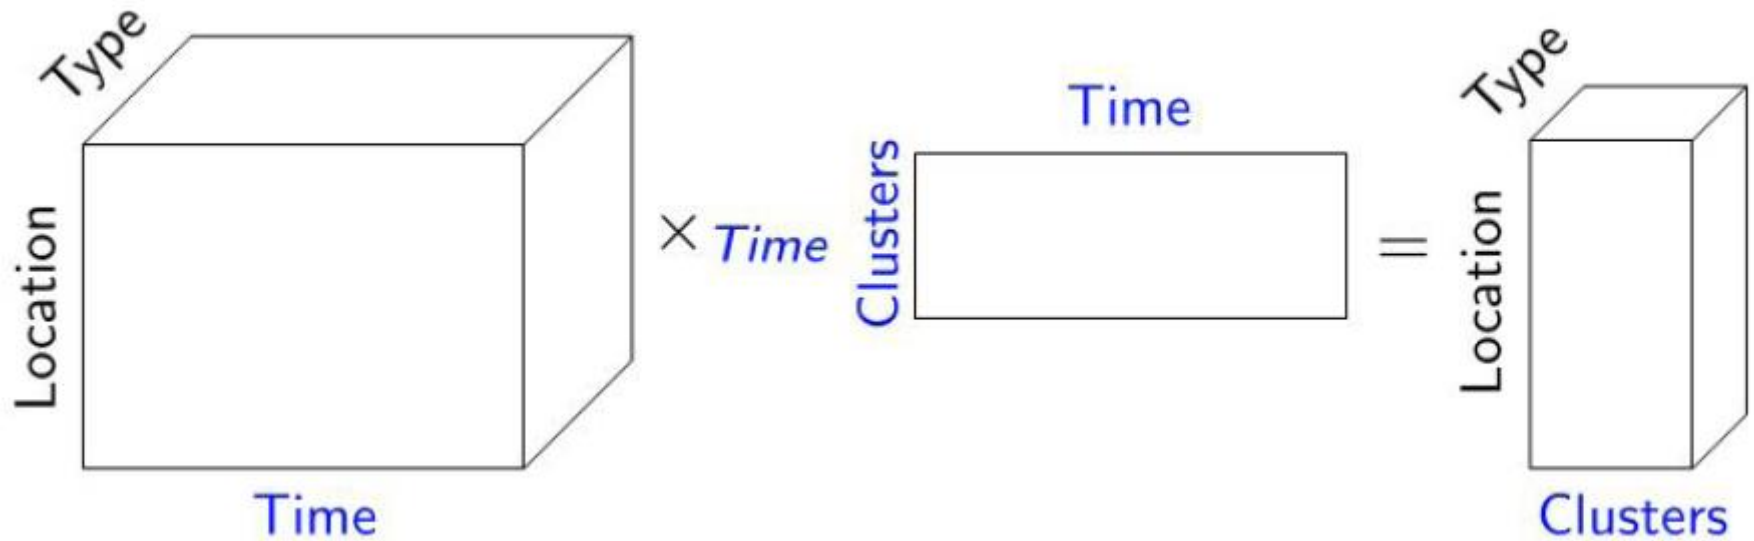 Type
Location
Time
× Time
Clusters
Time
=
Type
Location
Clusters